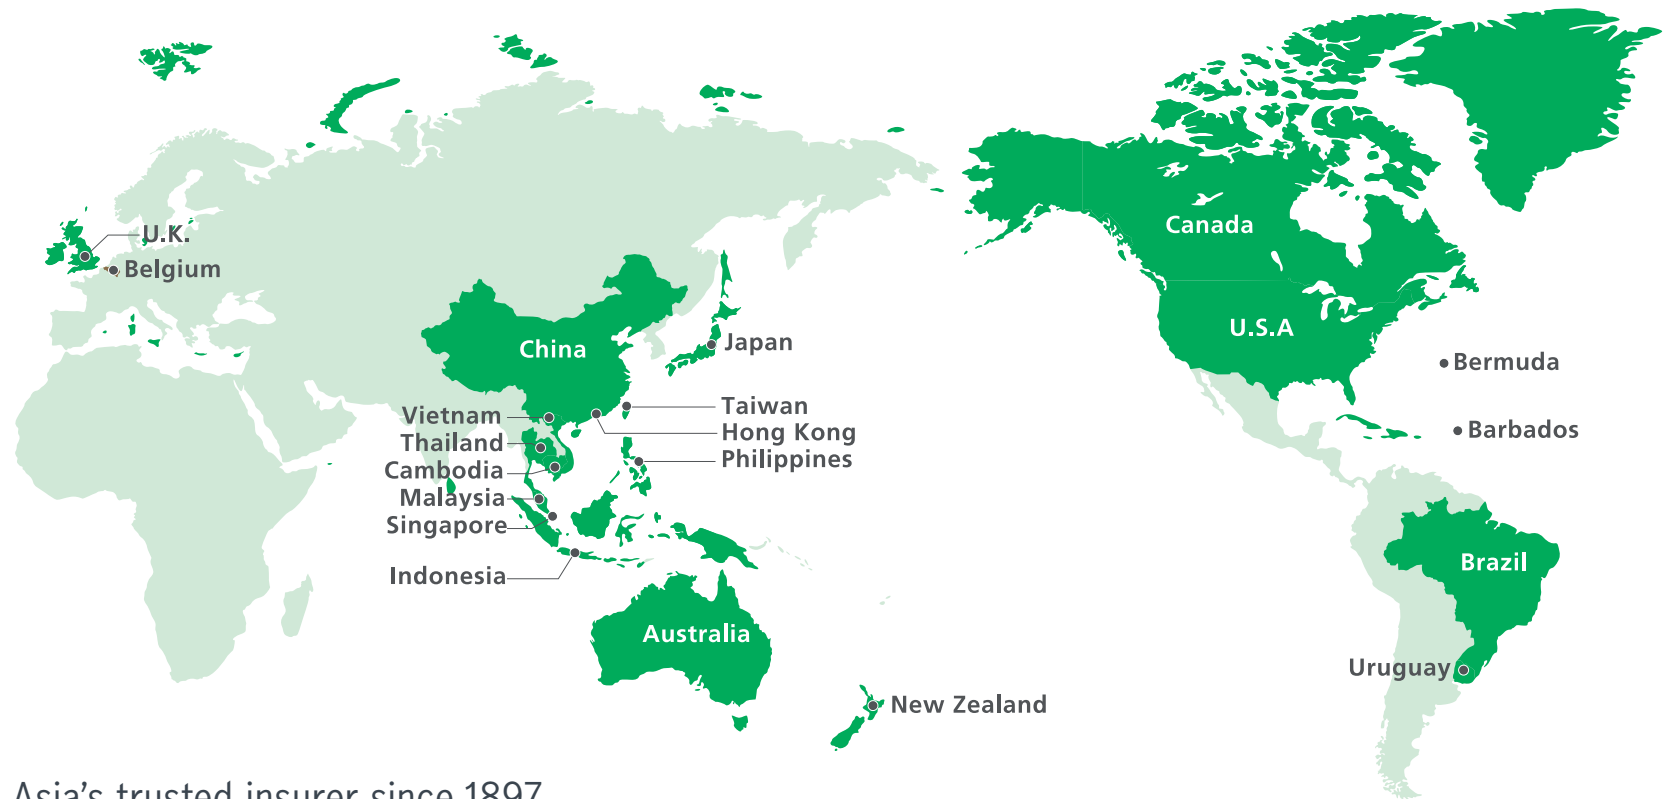 U.K.
Belgium
China
Japan
Vietnam
Thailand
Cambodia
Malaysia
Singapore
Indonesia
Taiwan
Hong Kong
Philippines
Australia
New Zealand
Canada
U.S.A
Bermuda
Barbados
Brazil
Uruguay
Asia's trusted insurer since 1897